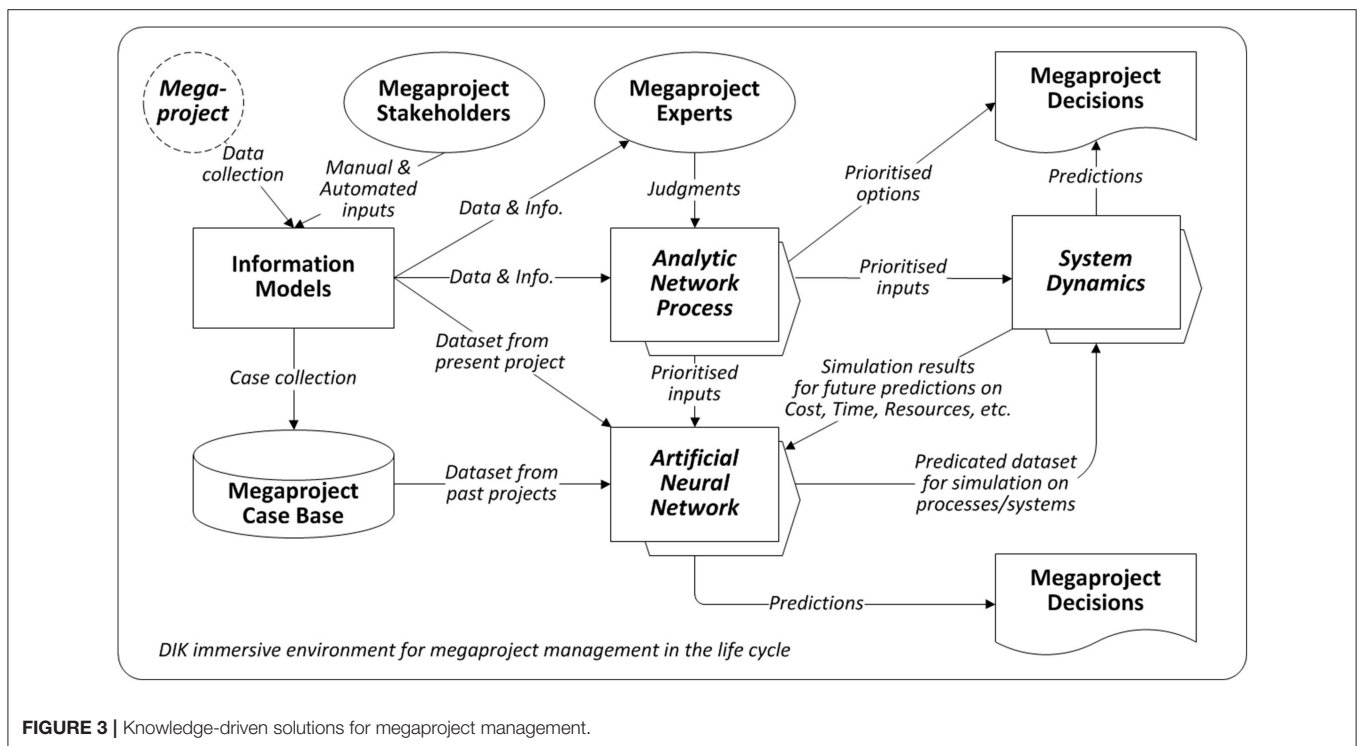 Mega-
project
Megaproject
Stakeholders
Megaproject
Experts
Megaproject
Decisions
Data
collection
Manual &
Automated
inputs
Data & Info.
Judgments
Prioritised
options
Predictions
Information
Models
Data & Info.
Analytic
Network
Process
Prioritised
inputs
System
Dynamics
Case collection
Dataset from
present project
Prioritised
inputs
Simulation results
for future predictions on
Cost, Time, Resources, etc.
Megaproject
Case Base
Dataset from
past projects
Artificial
Neural
Network
Predicated dataset
for simulation on
processes/systems
Predictions
Megaproject
Decisions
DIK immersive environment for megaproject management in the life cycle
FIGURE 3 | Knowledge-driven solutions for megaproject management.